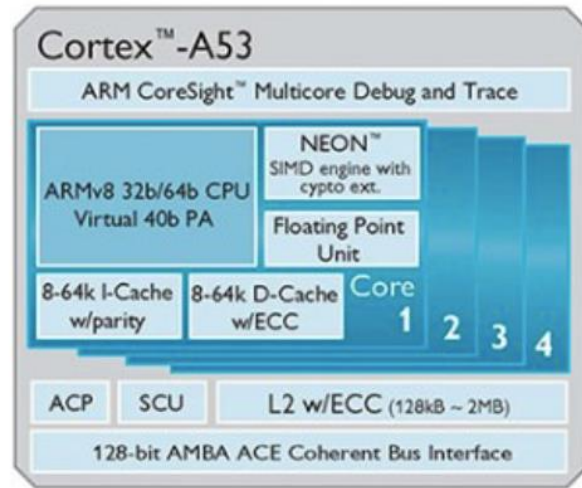 Cortex™-A53
ARM CoreSight™ Multicore Debug and Trace
ARMv8 32b/64b CPU
Virtual 40b PA
NEON™
SIMD engine with
cypto ext.
Floating Point
Unit
8-64k I-Cache
w/parity
8-64k D-Cache
w/ECC
Core
1
2
3
4
ACP
SCU
L2 w/ECC (128kB ~ 2MB)
128-bit AMBA ACE Coherent Bus Interface